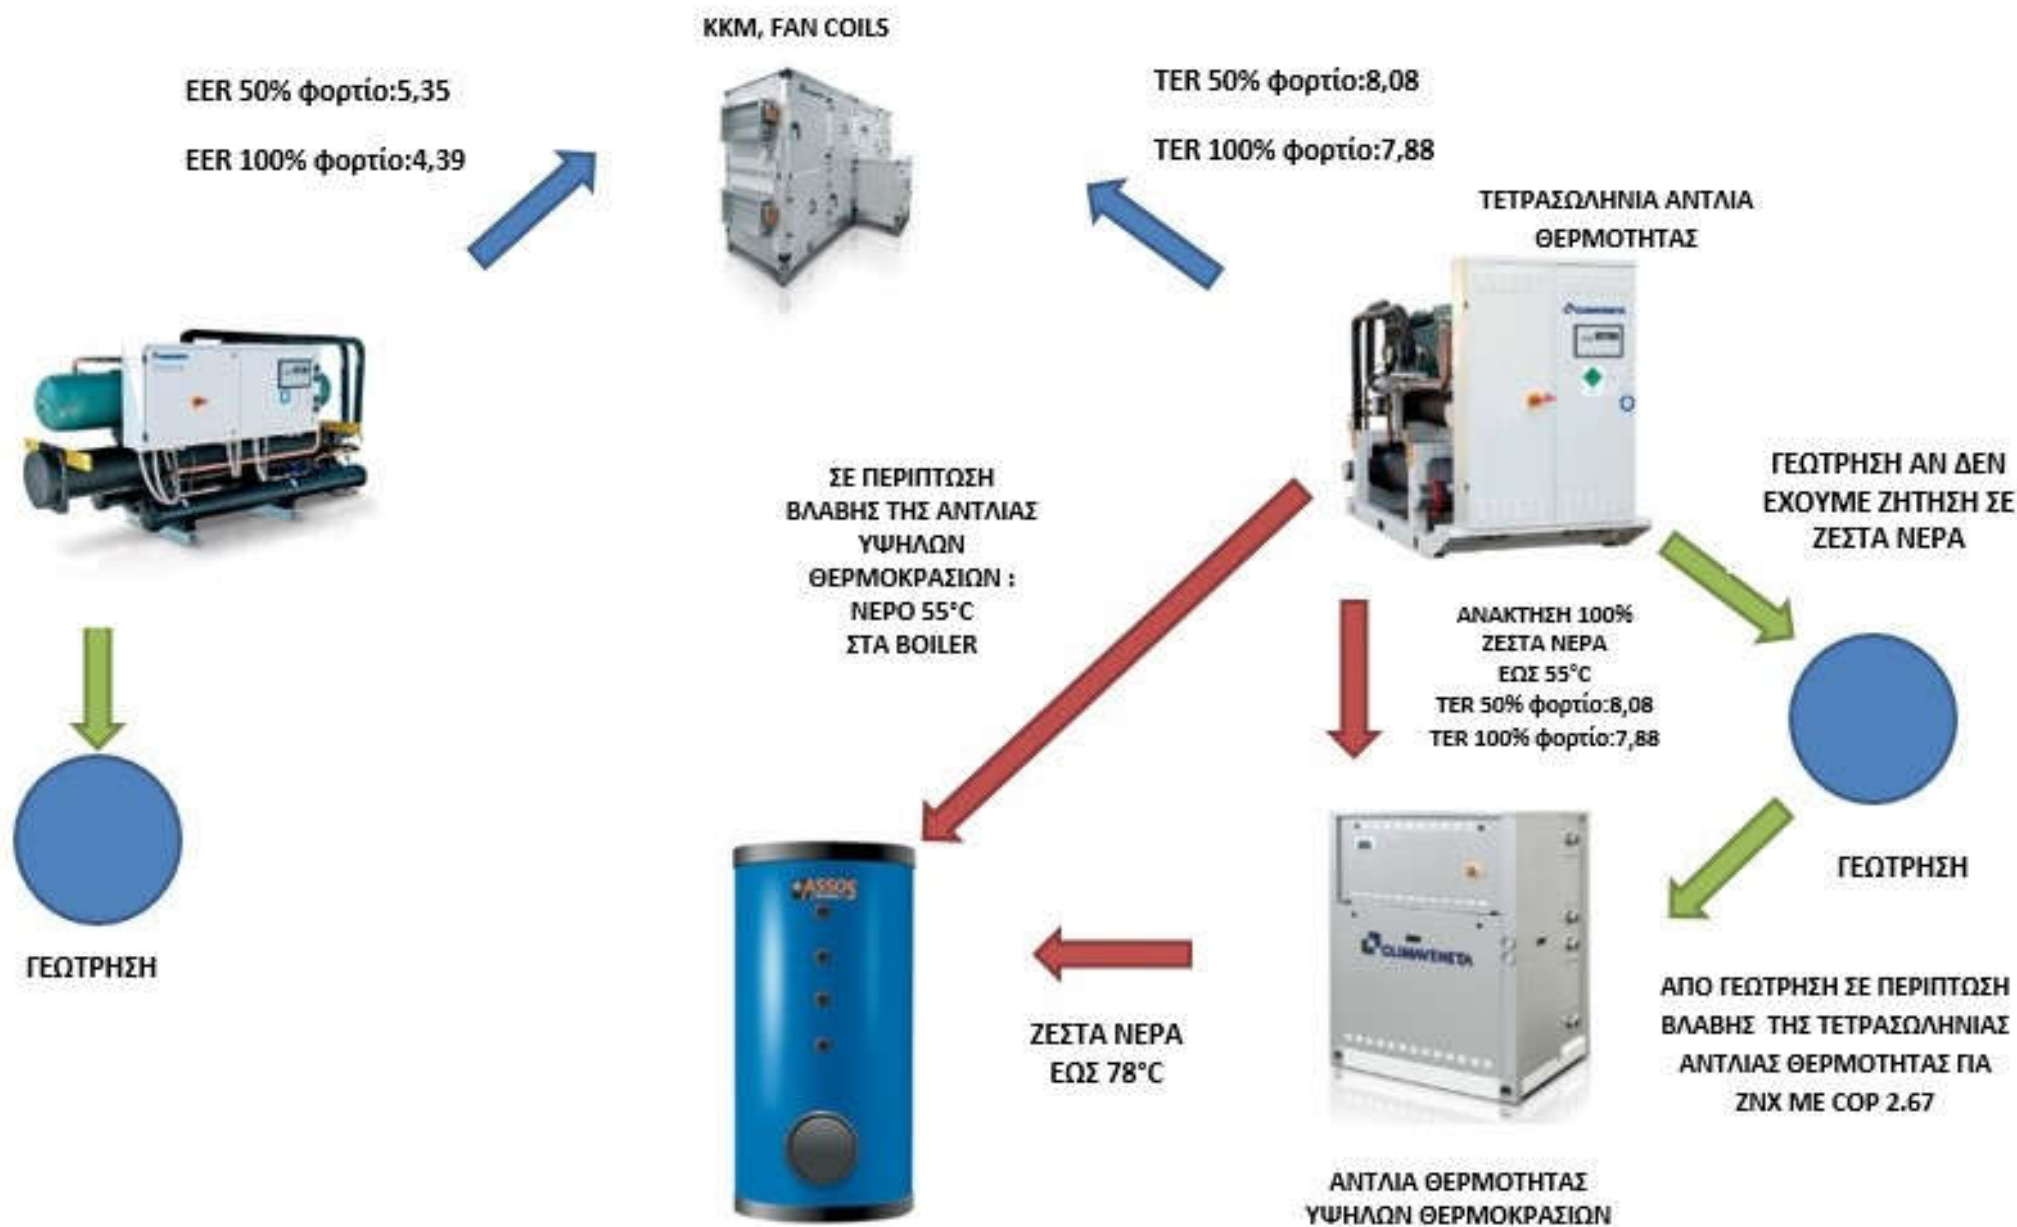 KKM, FAN COILS
EER 50% φορτίο:5,35
EER 100% φορτίο:4,39
TER 50% φορτίο:8,08
TER 100% φορτίο:7,88
ΤΕΤΡΑΣΩΛΗΝΙΑ ΑΝΤΛΙΑ
ΘΕΡΜΟΤΗΤΑΣ
CLIMAVENETA
ΣΕ ΠΕΡΙΠΤΩΣΗ
ΒΛΑΒΗΣ ΤΗΣ ΑΝΤΛΙΑΣ
ΥΨΗΛΩΝ
ΘΕΡΜΟΚΡΑΣΙΩΝ :
ΝΕΡΟ 55°C
ΣΤΑ BOILER
ΓΕΩΤΡΗΣΗ ΑΝ ΔΕΝ
ΕΧΟΥΜΕ ΖΗΤΗΣΗ ΣΕ
ΖΕΣΤΑ ΝΕΡΑ
ΑΝΑΚΤΗΣΗ 100%
ΖΕΣΤΑ ΝΕΡΑ
ΕΩΣ 55°C
TER 50% φορτίο:8,08
TER 100% φορτίο:7,88
ΓΕΩΤΡΗΣΗ
ΓΕΩΤΡΗΣΗ
ASSOS
CLIMAVENETA
ΖΕΣΤΑ ΝΕΡΑ
ΕΩΣ 78°C
ΑΠΟ ΓΕΩΤΡΗΣΗ ΣΕ ΠΕΡΙΠΤΩΣΗ
ΒΛΑΒΗΣ ΤΗΣ ΤΕΤΡΑΣΩΛΗΝΙΑΣ
ΑΝΤΛΙΑΣ ΘΕΡΜΟΤΗΤΑΣ ΓΙΑ
ΖΝΧ ΜΕ COP 2.67
ΑΝΤΛΙΑ ΘΕΡΜΟΤΗΤΑΣ
ΥΨΗΛΩΝ ΘΕΡΜΟΚΡΑΣΙΩΝ